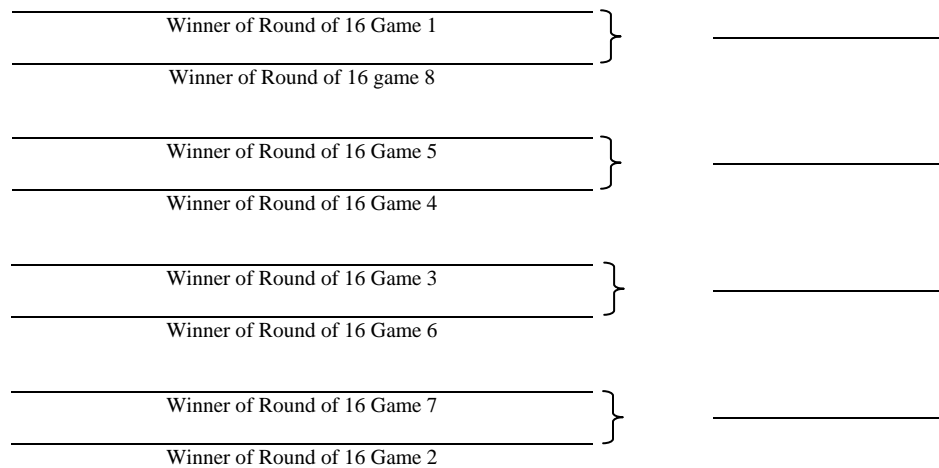 Winner of Round of 16 Game 1
Winner of Round of 16 game 8
Winner of Round of 16 Game 5
Winner of Round of 16 Game 4
Winner of Round of 16 Game 3
Winner of Round of 16 Game 6
Winner of Round of 16 Game 7
Winner of Round of 16 Game 2